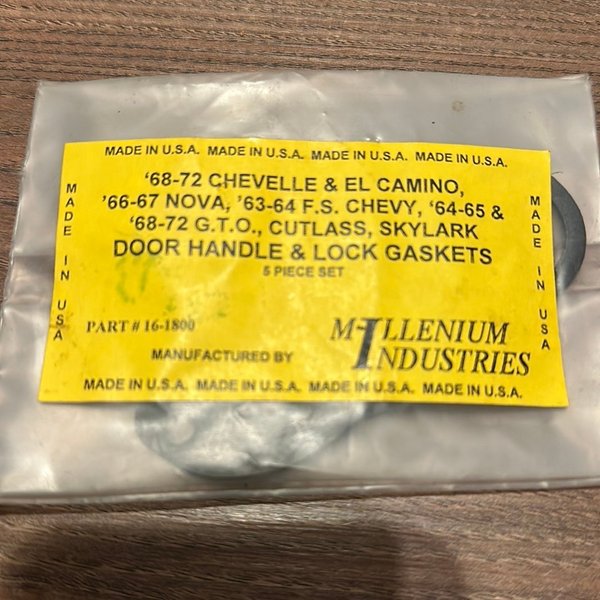 MADE IN U.S.A. MADE IN U.S.A. MADE IN U.S.A. MADE IN U.S.A.
MADE IN USA
'68-72 CHEVELLE & EL CAMINO,
'66-67 NOVA, '63-64 F.S. CHEVY, '64-65 &
'68-72 G.T.O., CUTLASS, SKYLARK
DOOR HANDLE & LOCK GASKETS
5 PIECE SET
MADE IN USA
PART # 16-1800
MANUFACTURED BY
MILLENIUM
INDUSTRIES
MADE IN U.S.A. MADE IN U.S.A. MADE IN U.S.A. MADE IN U.S.A.